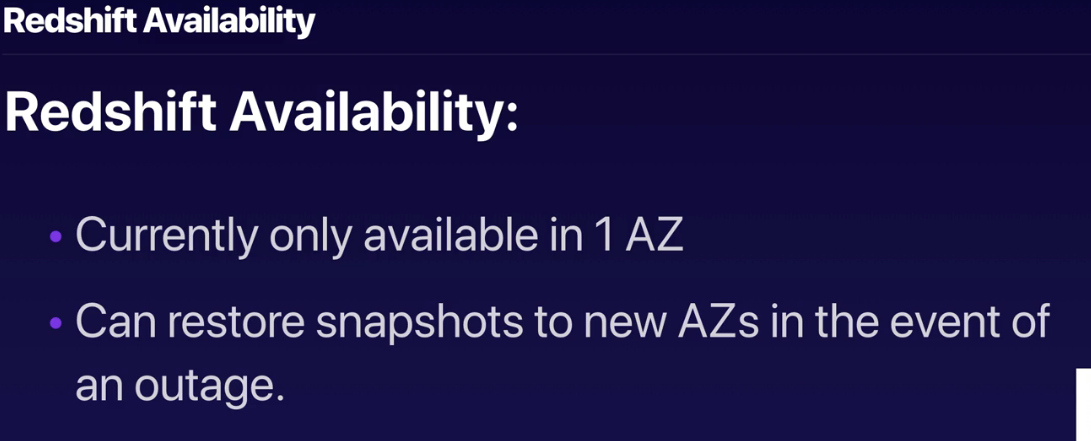 Redshift Availability
Redshift Availability:
• Currently only available in 1 AZ
• Can restore snapshots to new AZs in the event of
an outage.